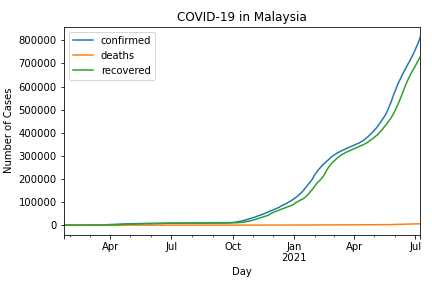 COVID-19 in Malaysia
confirmed
deaths
recovered
Number of Cases
800000
700000
600000
500000
400000
300000
200000
100000
0
Apr Jul Oct Jan Apr Jul
2021
Day